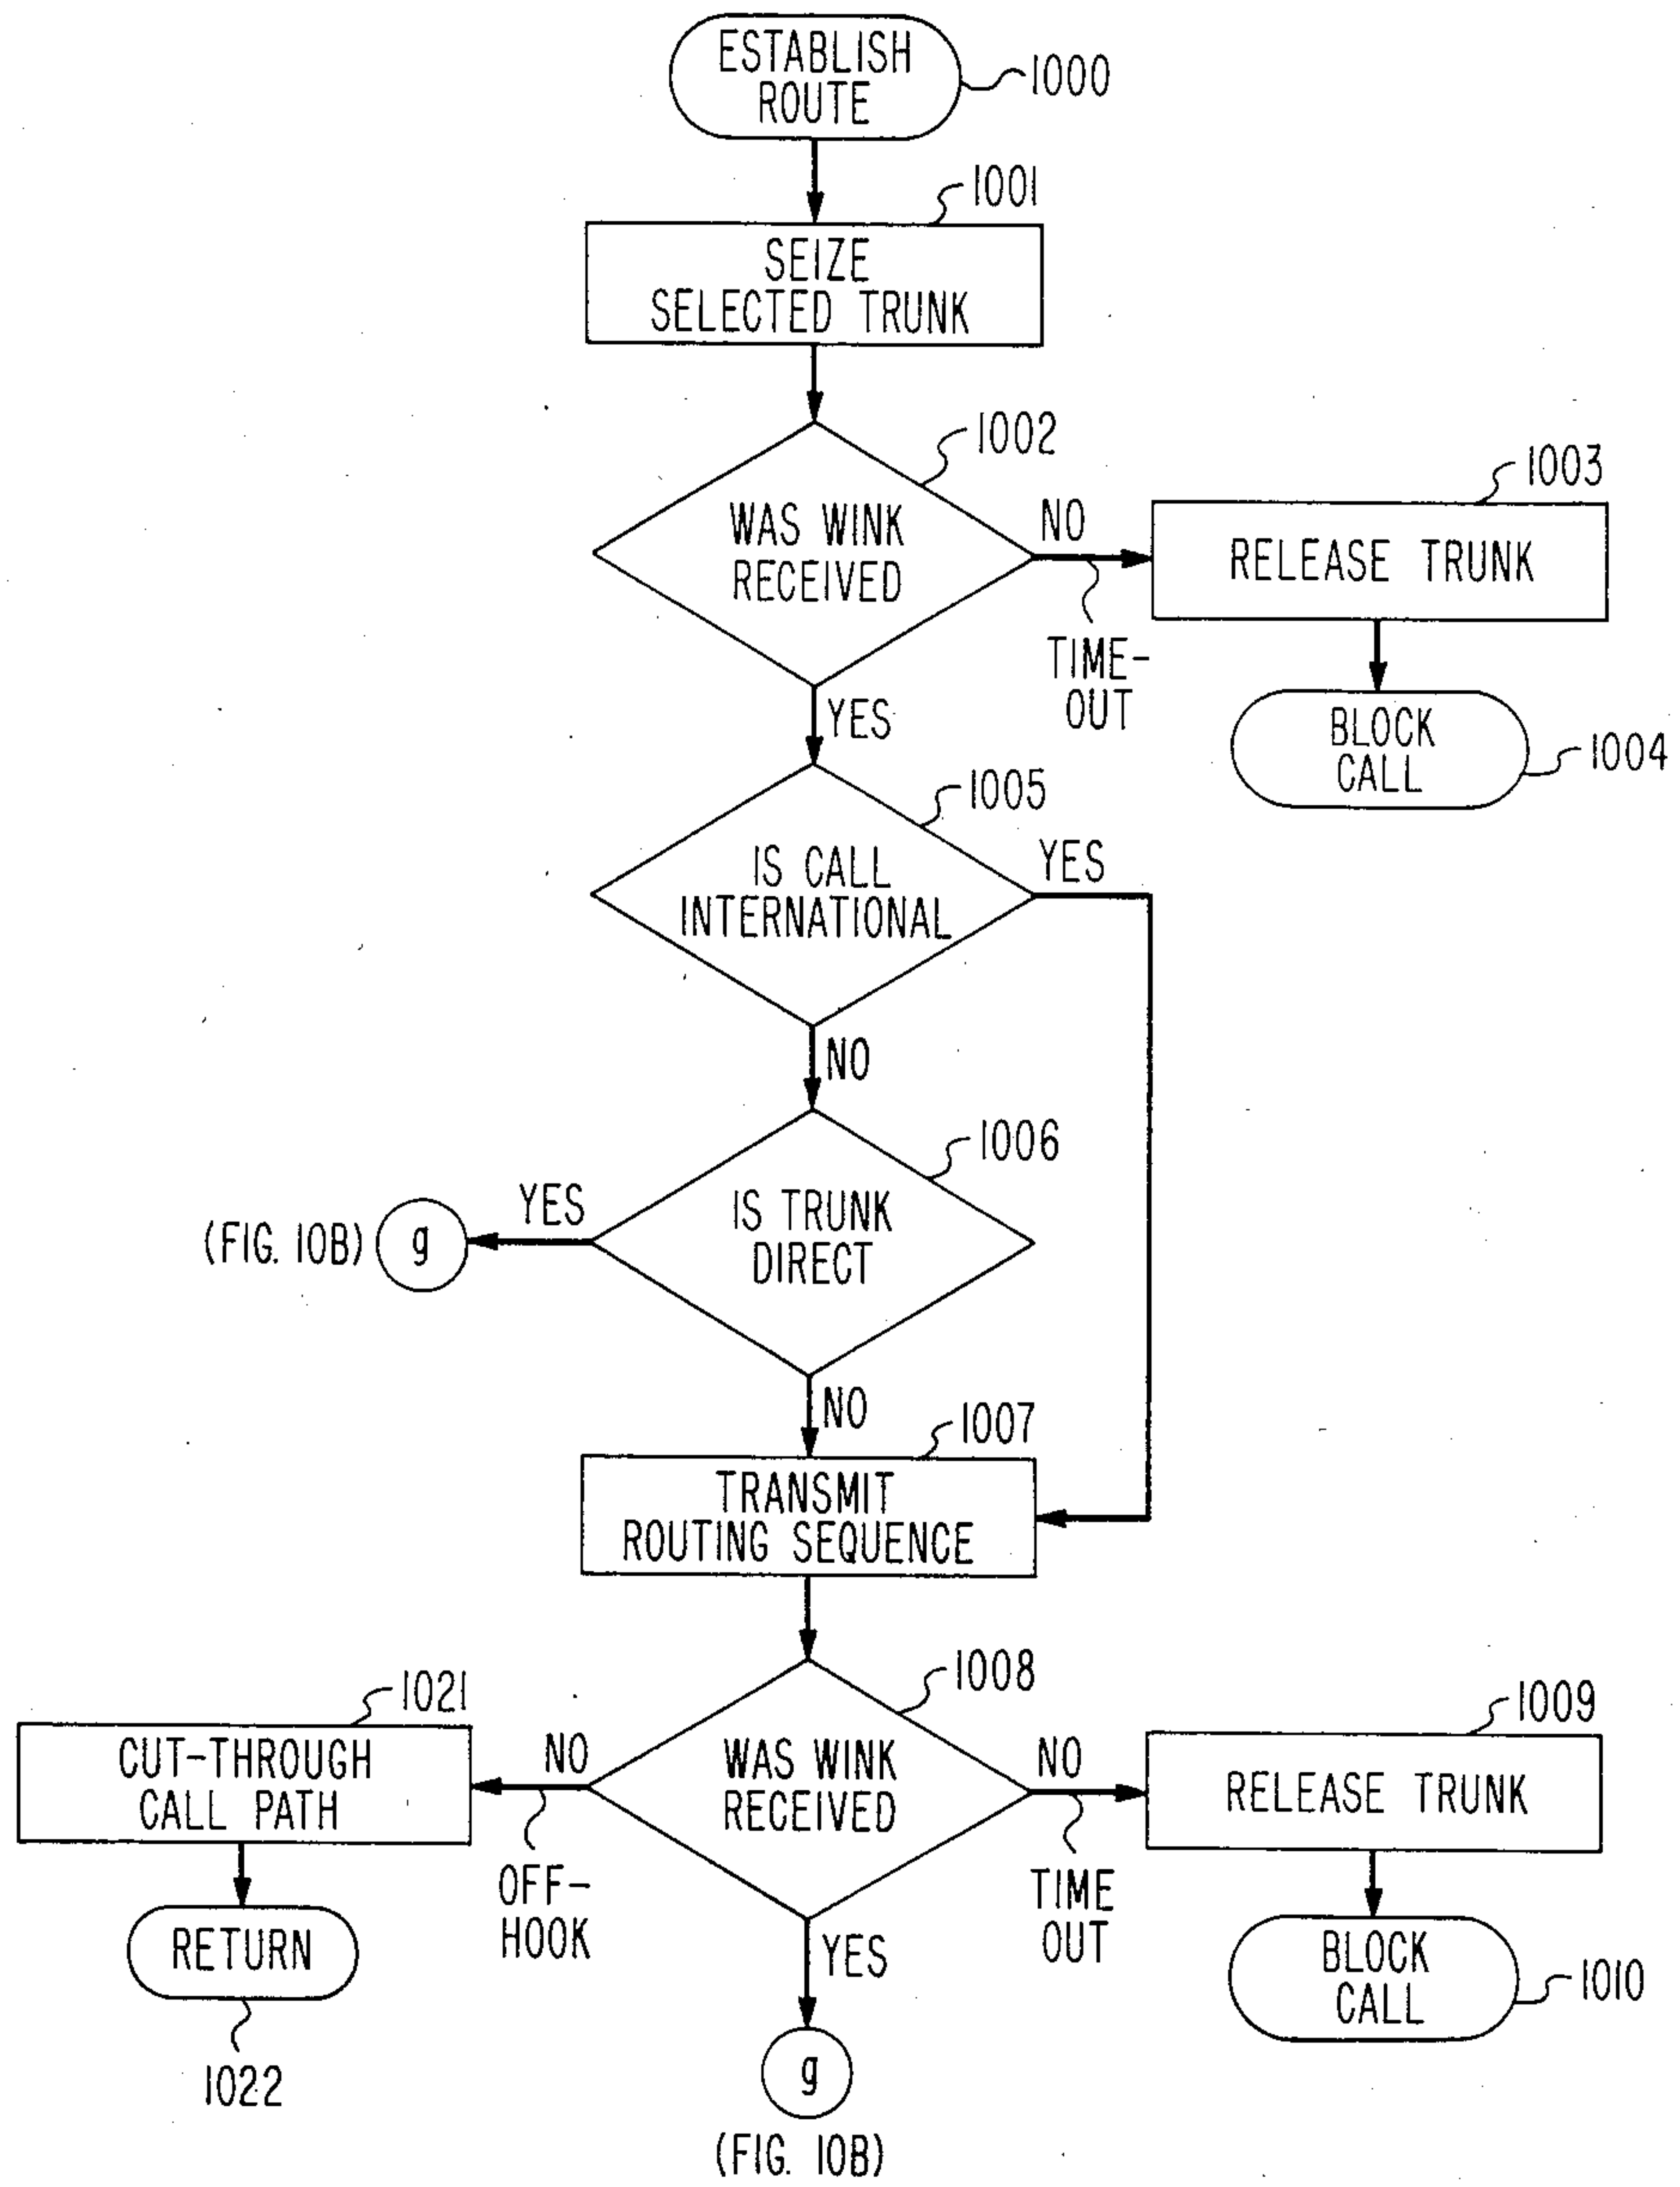 ESTABLISH
ROUTE
1000
1001
SEIZE
SELECTED TRUNK
1002
WAS WINK
RECEIVED
NO
TIME-
OUT
1003
RELEASE TRUNK
BLOCK
CALL
1004
YES
1005
IS CALL
INTERNATIONAL
YES
NO
1006
IS TRUNK
DIRECT
YES
g
(FIG. 10B)
NO
1007
TRANSMIT
ROUTING SEQUENCE
1008
WAS WINK
RECEIVED
NO
OFF-
HOOK
1021
CUT-THROUGH
CALL PATH
RETURN
1022
NO
TIME
OUT
1009
RELEASE TRUNK
BLOCK
CALL
1010
YES
g
(FIG. 10B)